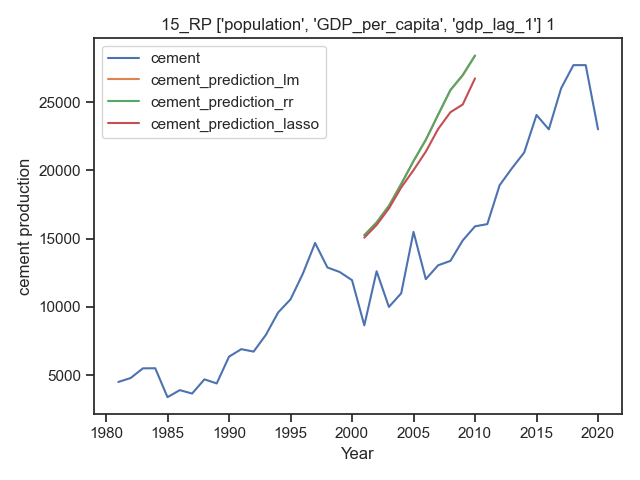 15_RP ['population', 'GDP_per_capita', 'gdp_lag_1'] 1
cement
cement_prediction_lm
cement_prediction_rr
cement_prediction_lasso
25000
20000
15000
10000
5000
cement production
1980 1985 1990 1995 2000 2005 2010 2015 2020
Year